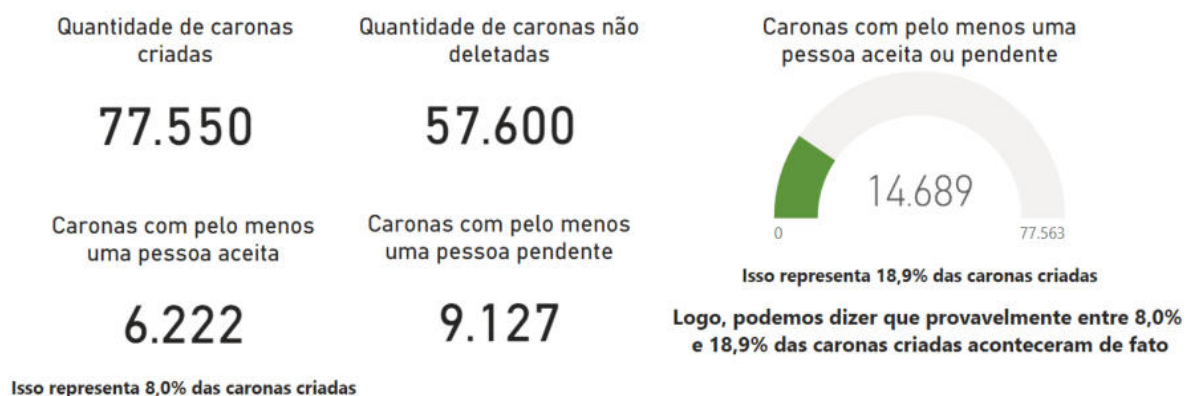 Quantidade de caronas
criadas
77.550
Quantidade de caronas não
deletadas
57.600
Caronas com pelo menos
uma pessoa aceita
6.222
Isso representa 8,0% das caronas criadas
Caronas com pelo menos
uma pessoa pendente
9.127
Caronas com pelo menos uma
pessoa aceita ou pendente
14.689
0
77.563
Isso representa 18,9% das caronas criadas
Logo, podemos dizer que provavelmente entre 8,0%
e 18,9% das caronas criadas aconteceram de fato